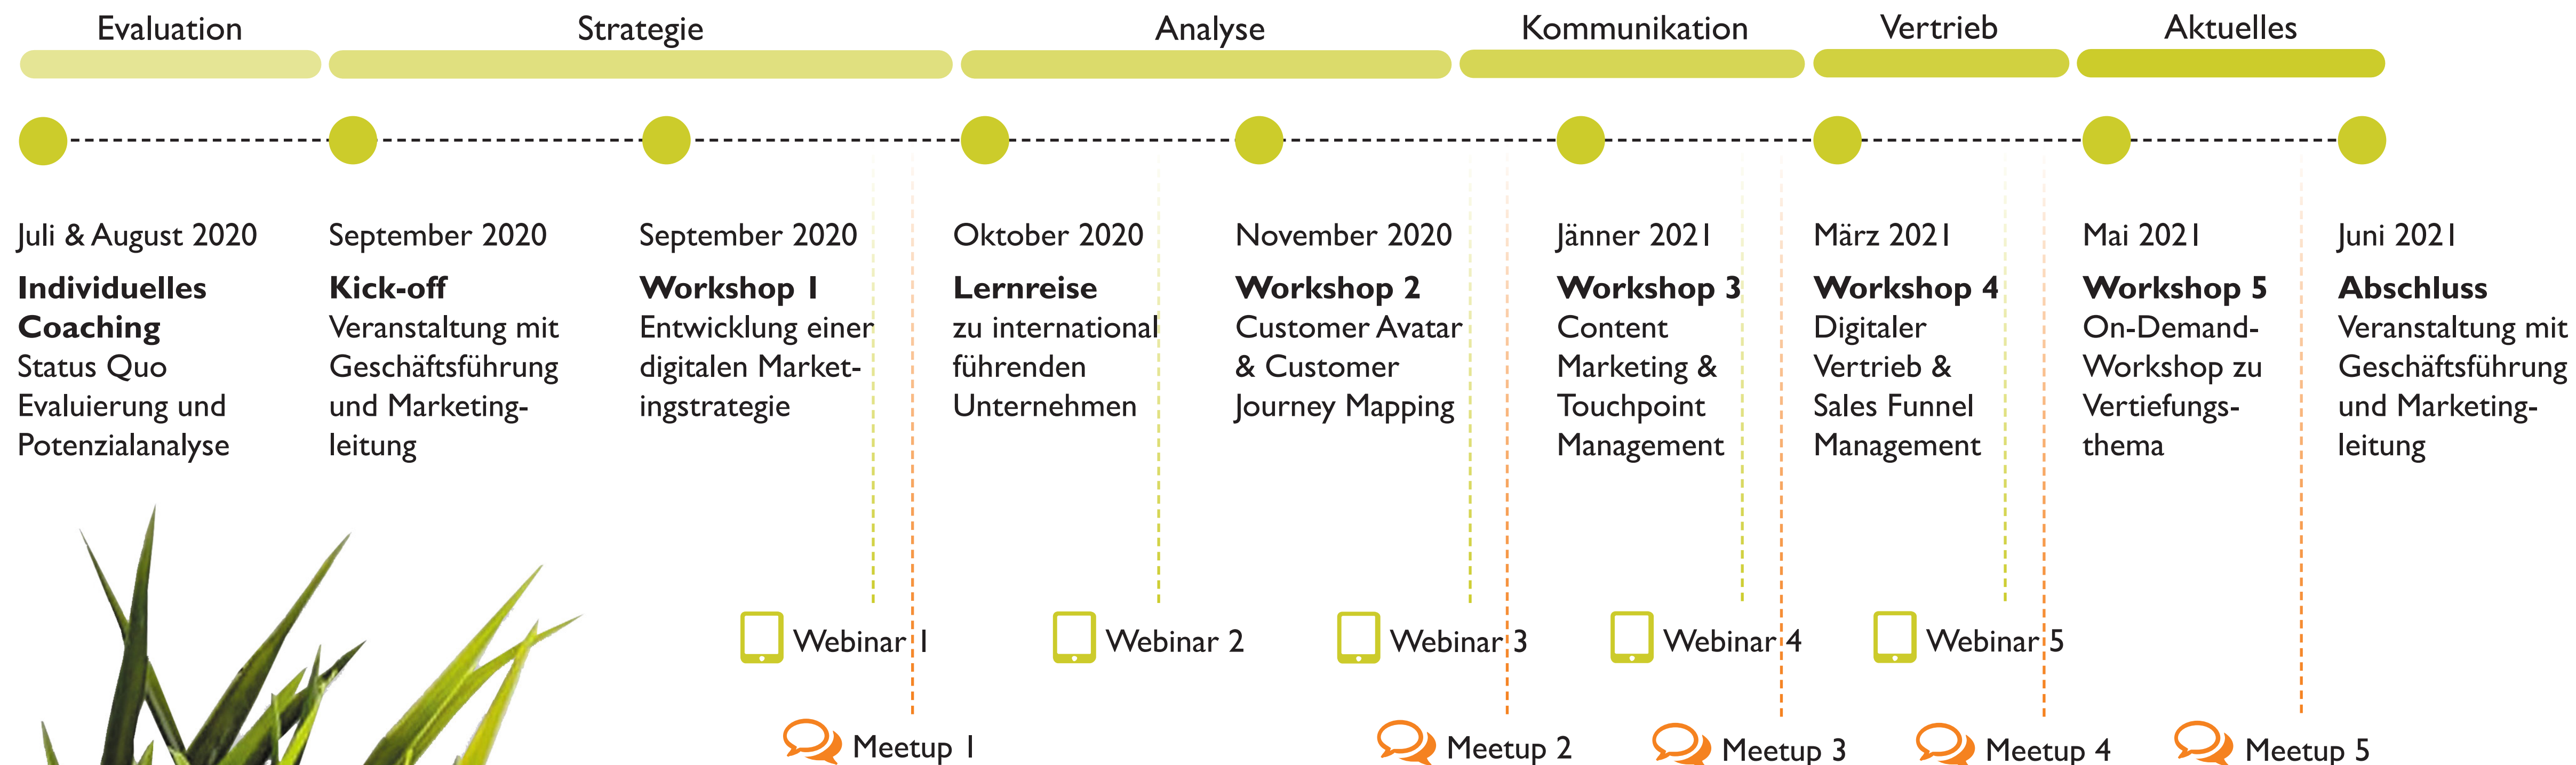 Evaluation
Strategie
Analyse
Kommunikation
Vertrieb
Aktuelles
Juli & August 2020
Individuelles
Coaching
Status Quo
Evaluierung und
Potenzialanalyse
September 2020
Kick-off
Veranstaltung mit
Geschäftsführung
und Marketing-
leitung
September 2020
Workshop 1
Entwicklung einer
digitalen Market-
ingstrategie
Oktober 2020
Lernreise
zu international
führenden
Unternehmen
November 2020
Workshop 2
Customer Avatar
& Customer
Journey Mapping
Jänner 2021
Workshop 3
Content
Marketing &
Touchpoint
Management
März 2021
Workshop 4
Digitaler
Vertrieb &
Sales Funnel
Management
Mai 2021
Workshop 5
On-Demand-
Workshop zu
Vertiefungs-
thema
Juni 2021
Abschluss
Veranstaltung mit
Geschäftsführung
und Marketing-
leitung
Webinar 1
Webinar 2
Webinar 3
Webinar 4
Webinar 5
Meetup 1
Meetup 2
Meetup 3
Meetup 4
Meetup 5